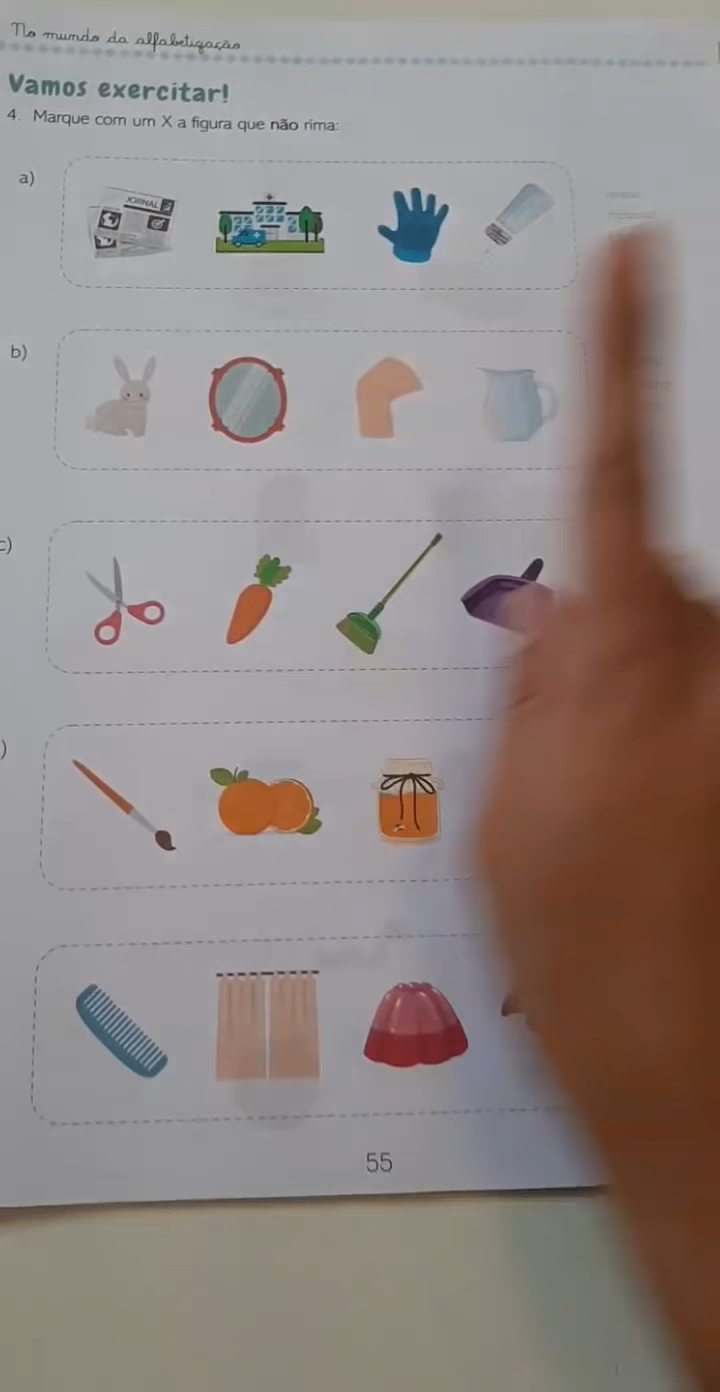 No mundo da alfabetização
Vamos exercitar!
4. Marque com um X a figura que não rima:
a)
JORNAL
b)
c)
)
55